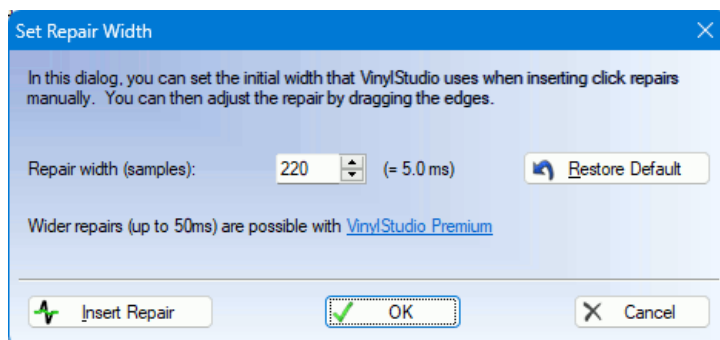 Set Repair Width
In this dialog, you can set the initial width that VinylStudio uses when inserting click repairs
manually.  You can then adjust the repair by dragging the edges.
Repair width (samples): 220 (= 5.0 ms) Restore Default
Wider repairs (up to 50ms) are possible with VinylStudio Premium
Insert Repair OK Cancel